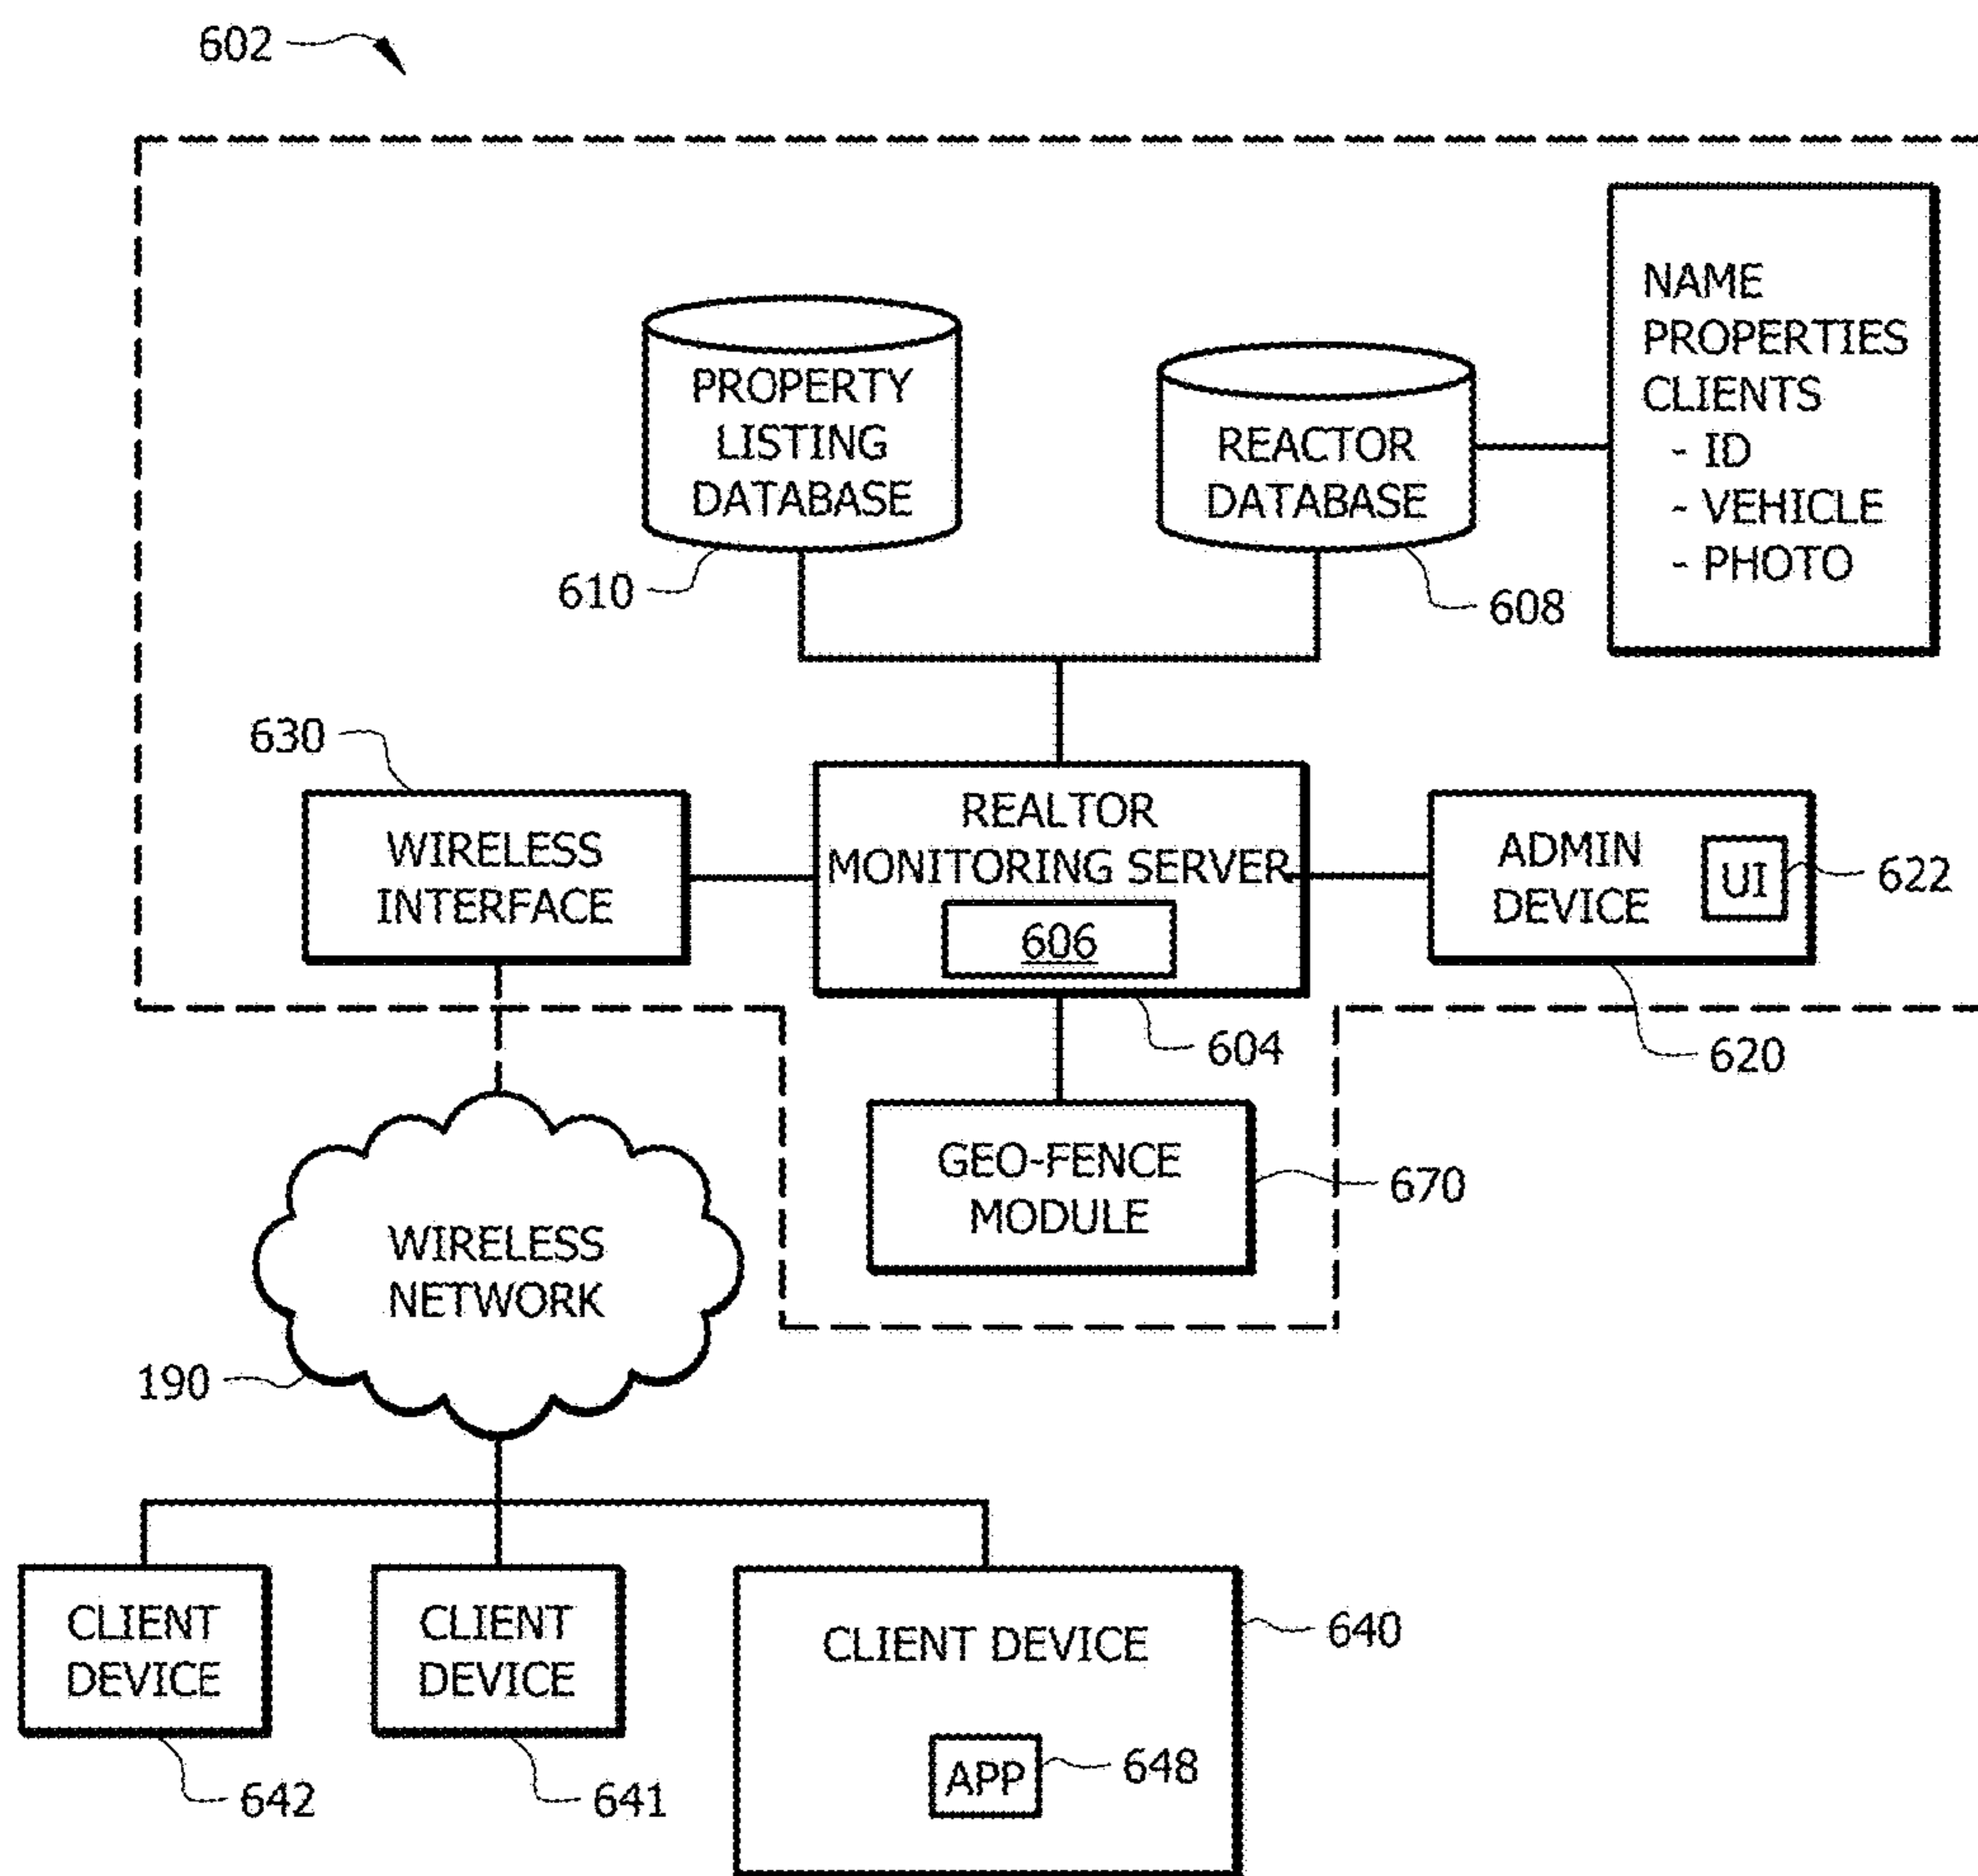 602
NAME
PROPERTIES
CLIENTS
- ID
- VEHICLE
- PHOTO
PROPERTY
LISTING
DATABASE
REACTOR
DATABASE
610
608
630
WIRELESS
INTERFACE
REALTOR
MONITORING SERVER
606
ADMIN
DEVICE
UI
622
604
620
GEO-FENCE
MODULE
670
WIRELESS
NETWORK
190
CLIENT
DEVICE
CLIENT
DEVICE
CLIENT DEVICE
640
APP
648
642
641